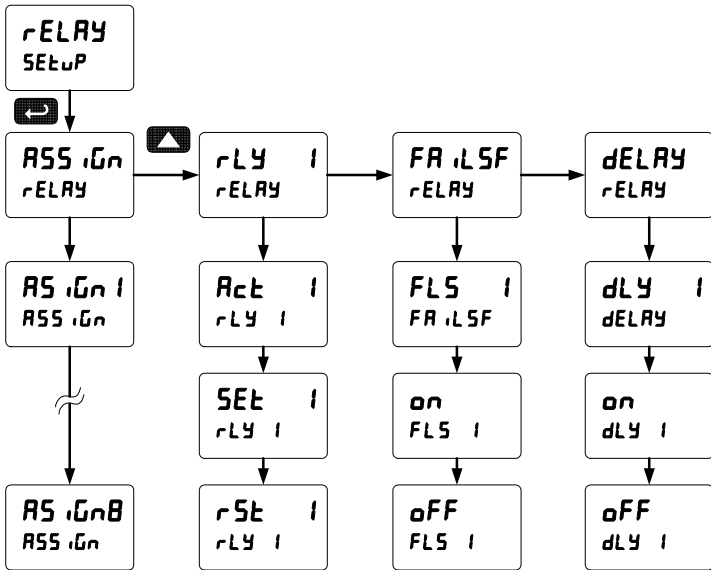 rELAY
SEtuP
ASSiGn
rELAY
rLY 1
rELAY
FAiLSF
rELAY
dELAY
rELAY
ASiGn1
ASSiGn
Act 1
rLY 1
FLS 1
FAiLSF
dLY 1
dELAY
SEt 1
rLY 1
on
FLS 1
on
dLY 1
ASiGn8
ASSiGn
rSt 1
rLY 1
oFF
FLS 1
oFF
dLY 1